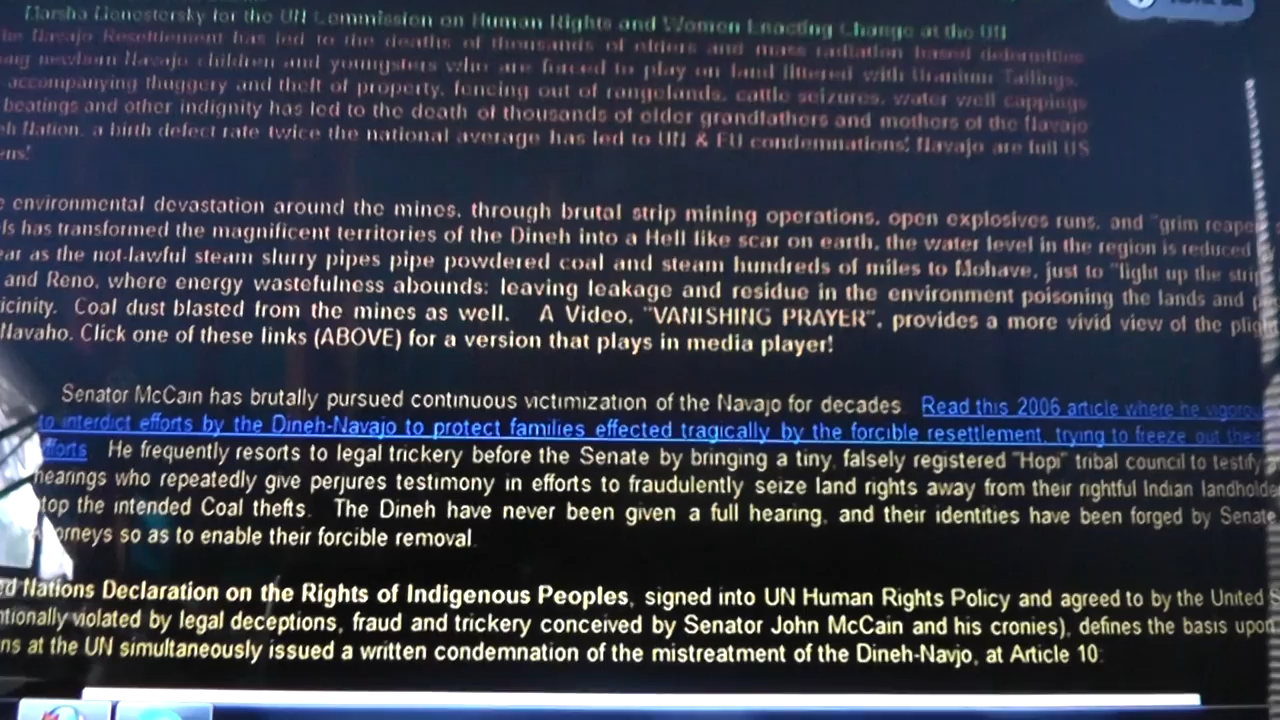 Marsha Monestersky for the UN Commission on Human Rights and Women Enacting Change at the UN
Navajo Resettlement has led to the deaths of thousands of elders and mass radiation based deformities
newborn Navajo children and youngsters who are forced to play on land littered with Uranium Tailings.
accompanying thuggery and theft of property, fencing out of rangelands, cattle seizures, water well cappings
beatings and other indignity has led to the death of thousands of elder grandfathers and mothers of the Navajo
Nation, a birth defect rate twice the national average has led to UN & EU condemnations! Navajo are full US
ens!
environmental devastation around the mines, through brutal strip mining operations, open explosives runs, and "grim reape
ls has transformed the magnificent territories of the Dineh into a Hell like scar on earth, the water level in the region is reduced
ear as the not-lawful steam slurry pipes pipe powdered coal and steam hundreds of miles to Mohave, just to "light up the strip
and Reno, where energy wastefulness abounds: leaving leakage and residue in the environment poisoning the lands and
icinity. Coal dust blasted from the mines as well. A Video, "VANISHING PRAYER", provides a more vivid view of the plig
Navaho. Click one of these links (ABOVE) for a version that plays in media player!
Senator McCain has brutally pursued continuous victimization of the Navajo for decades Read this 2006 article where he vigoro
to interdict efforts by the Dineh-Navajo to protect families effected tragically by the forcible resettlement, trying to freeze out their
efforts He frequently resorts to legal trickery before the Senate by bringing a tiny, falsely registered "Hopi" tribal council to testify
hearings who repeatedly give perjures testimony in efforts to fraudulently seize land rights away from their rightful Indian landholde
top the intended Coal thefts. The Dineh have never been given a full hearing, and their identities have been forged by Senate
orneys so as to enable their forcible removal.
ed Nations Declaration on the Rights of Indigenous Peoples, signed into UN Human Rights Policy and agreed to by the United S
ntionally violated by legal deceptions, fraud and trickery conceived by Senator John McCain and his cronies), defines the basis upon
ns at the UN simultaneously issued a written condemnation of the mistreatment of the Dineh-Navjo, at Article 10: